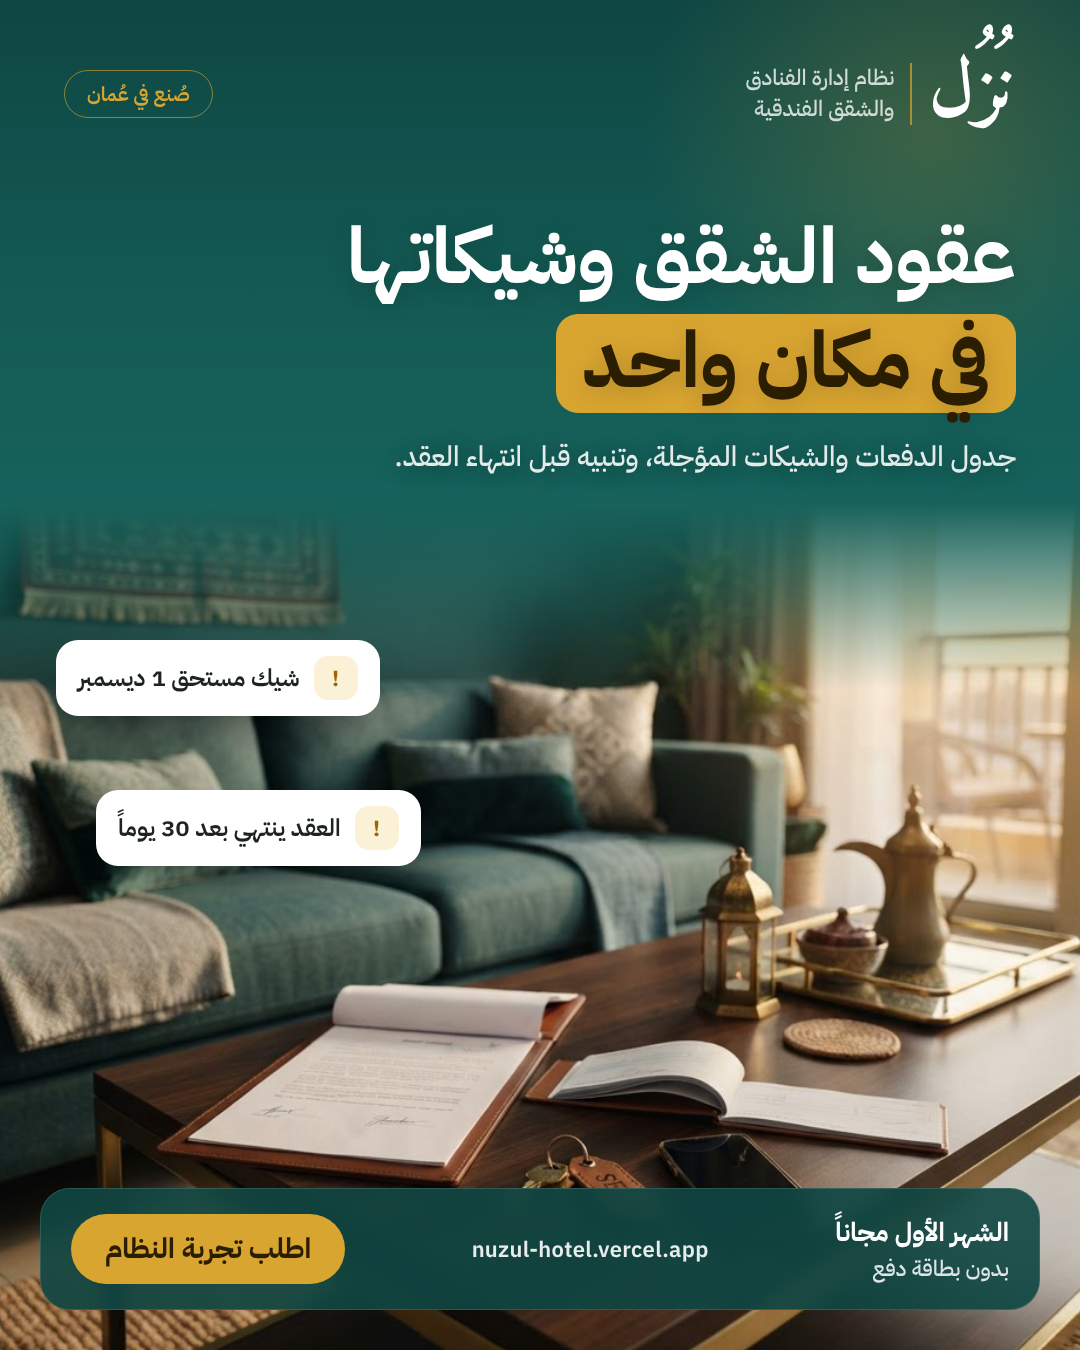 نُزُل
نظام إدارة الفنادق
والشقق الفندقية
صُنع في عُمان
عقود الشقق وشيكاتها
في مكان واحد
جدول الدفعات والشيكات المؤجلة، وتنبيه قبل انتهاء العقد.
! شيك مستحق 1 ديسمبر
! العقد ينتهي بعد 30 يوماً
الشهر الأول مجاناً
بدون بطاقة دفع
nuzul-hotel.vercel.app
اطلب تجربة النظام